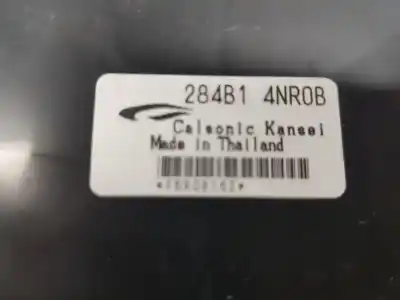 284B1 4NR0B
Calsonic Kansei
Made in Thailand